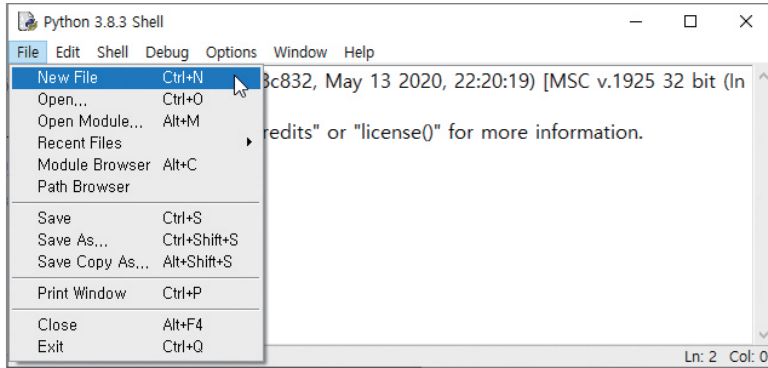 Python 3.8.3 Shell
File Edit Shell Debug Options Window Help
New File Ctrl+N
Open... Ctrl+O
Open Module... Alt+M
Recent Files
Module Browser Alt+C
Path Browser
Save Ctrl+S
Save As... Ctrl+Shift+S
Save Copy As... Alt+Shift+S
Print Window Ctrl+P
Close Alt+F4
Exit Ctrl+Q
3c832, May 13 2020, 22:20:19) [MSC v.1925 32 bit (In
redits" or "license()" for more information.
Ln: 2 Col: 0